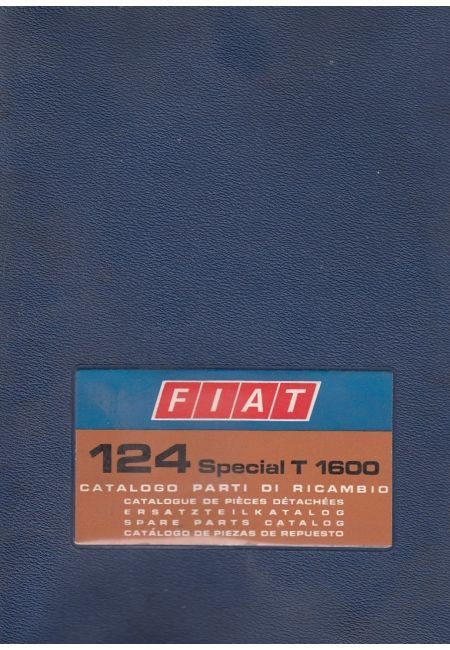 FIAT
124 Special T 1600
CATALOGO PARTI DI RICAMBIO
CATALOGUE DE PIÈCES DÉTACHÉES
ERSATZTEILKATALOG
SPARE PARTS CATALOG
CATÁLOGO DE PIEZAS DE REPUESTO